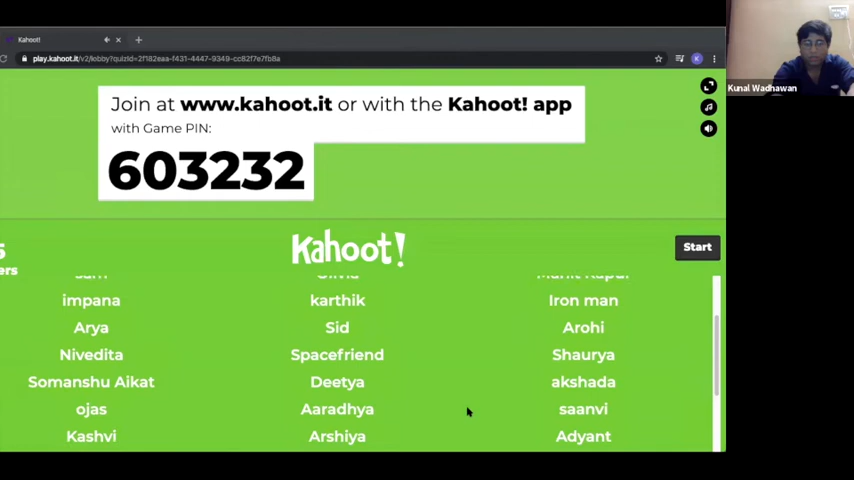 Kahoot!
play.kahoot.it/v2/lobby?quizId=2f182eaa-f431-4447-9349-cc82f7e7fb8a
K
Join at www.kahoot.it or with the Kahoot! app
with Game PIN:
603232
Kunal Wadhawan
Kahoot!
Start
sam Olivia
impana karthik Iron man
Arya Sid Arohi
Nivedita Spacefriend Shaurya
Somanshu Aikat Deetya akshada
ojas Aaradhya saanvi
Kashvi Arshiya Adyant